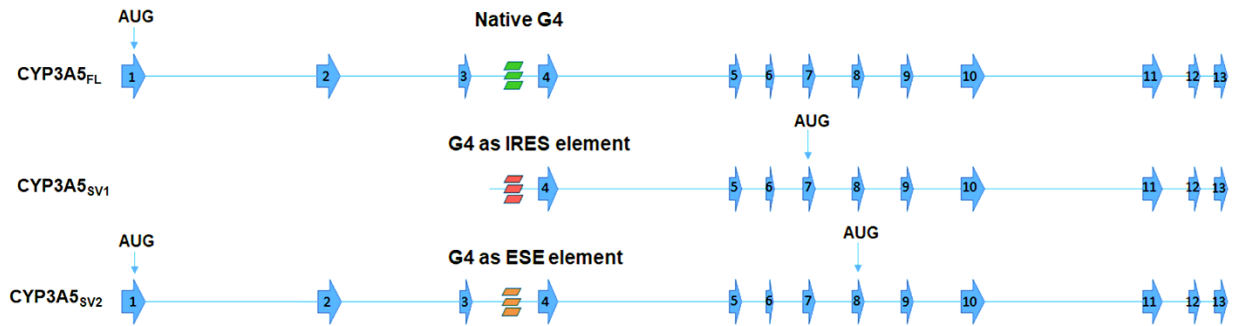 AUG
Native G4
CYP3A5FL
1 2 3 4 5 6 7 8 9 10 11 12 13
G4 as IRES element
AUG
CYP3A5SV1
4 5 6 7 8 9 10 11 12 13
AUG
G4 as ESE element
AUG
CYP3A5SV2
1 2 3 4 5 6 7 8 9 10 11 12 13